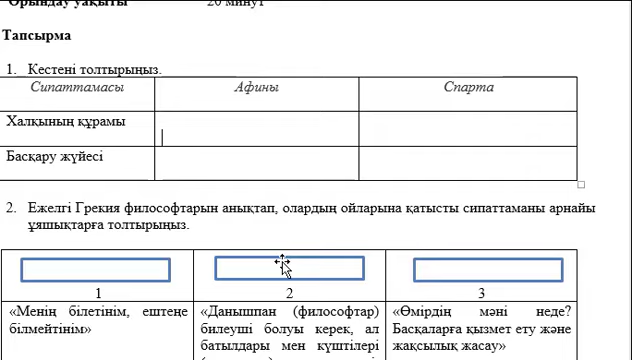 Орындау уақыты 20 минут
Тапсырма
1. Кестені толтырыңыз.
Сипаттамасы Афины Спарта
Халқының құрамы
Басқару жүйесі
2. Ежелгі Грекия философтарын анықтап, олардың ойларына қатысты сипаттаманы арнайы
ұяшықтарға толтырыңыз.
1 2 3
«Менің білетінім, ештеңе
білмейтінім»
«Данышпан (философтар)
билеуші болуы керек, ал
батылдары мен күштілері
«Өмірдің мәні неде?
Басқаларға қызмет ету және
жақсылық жасау»